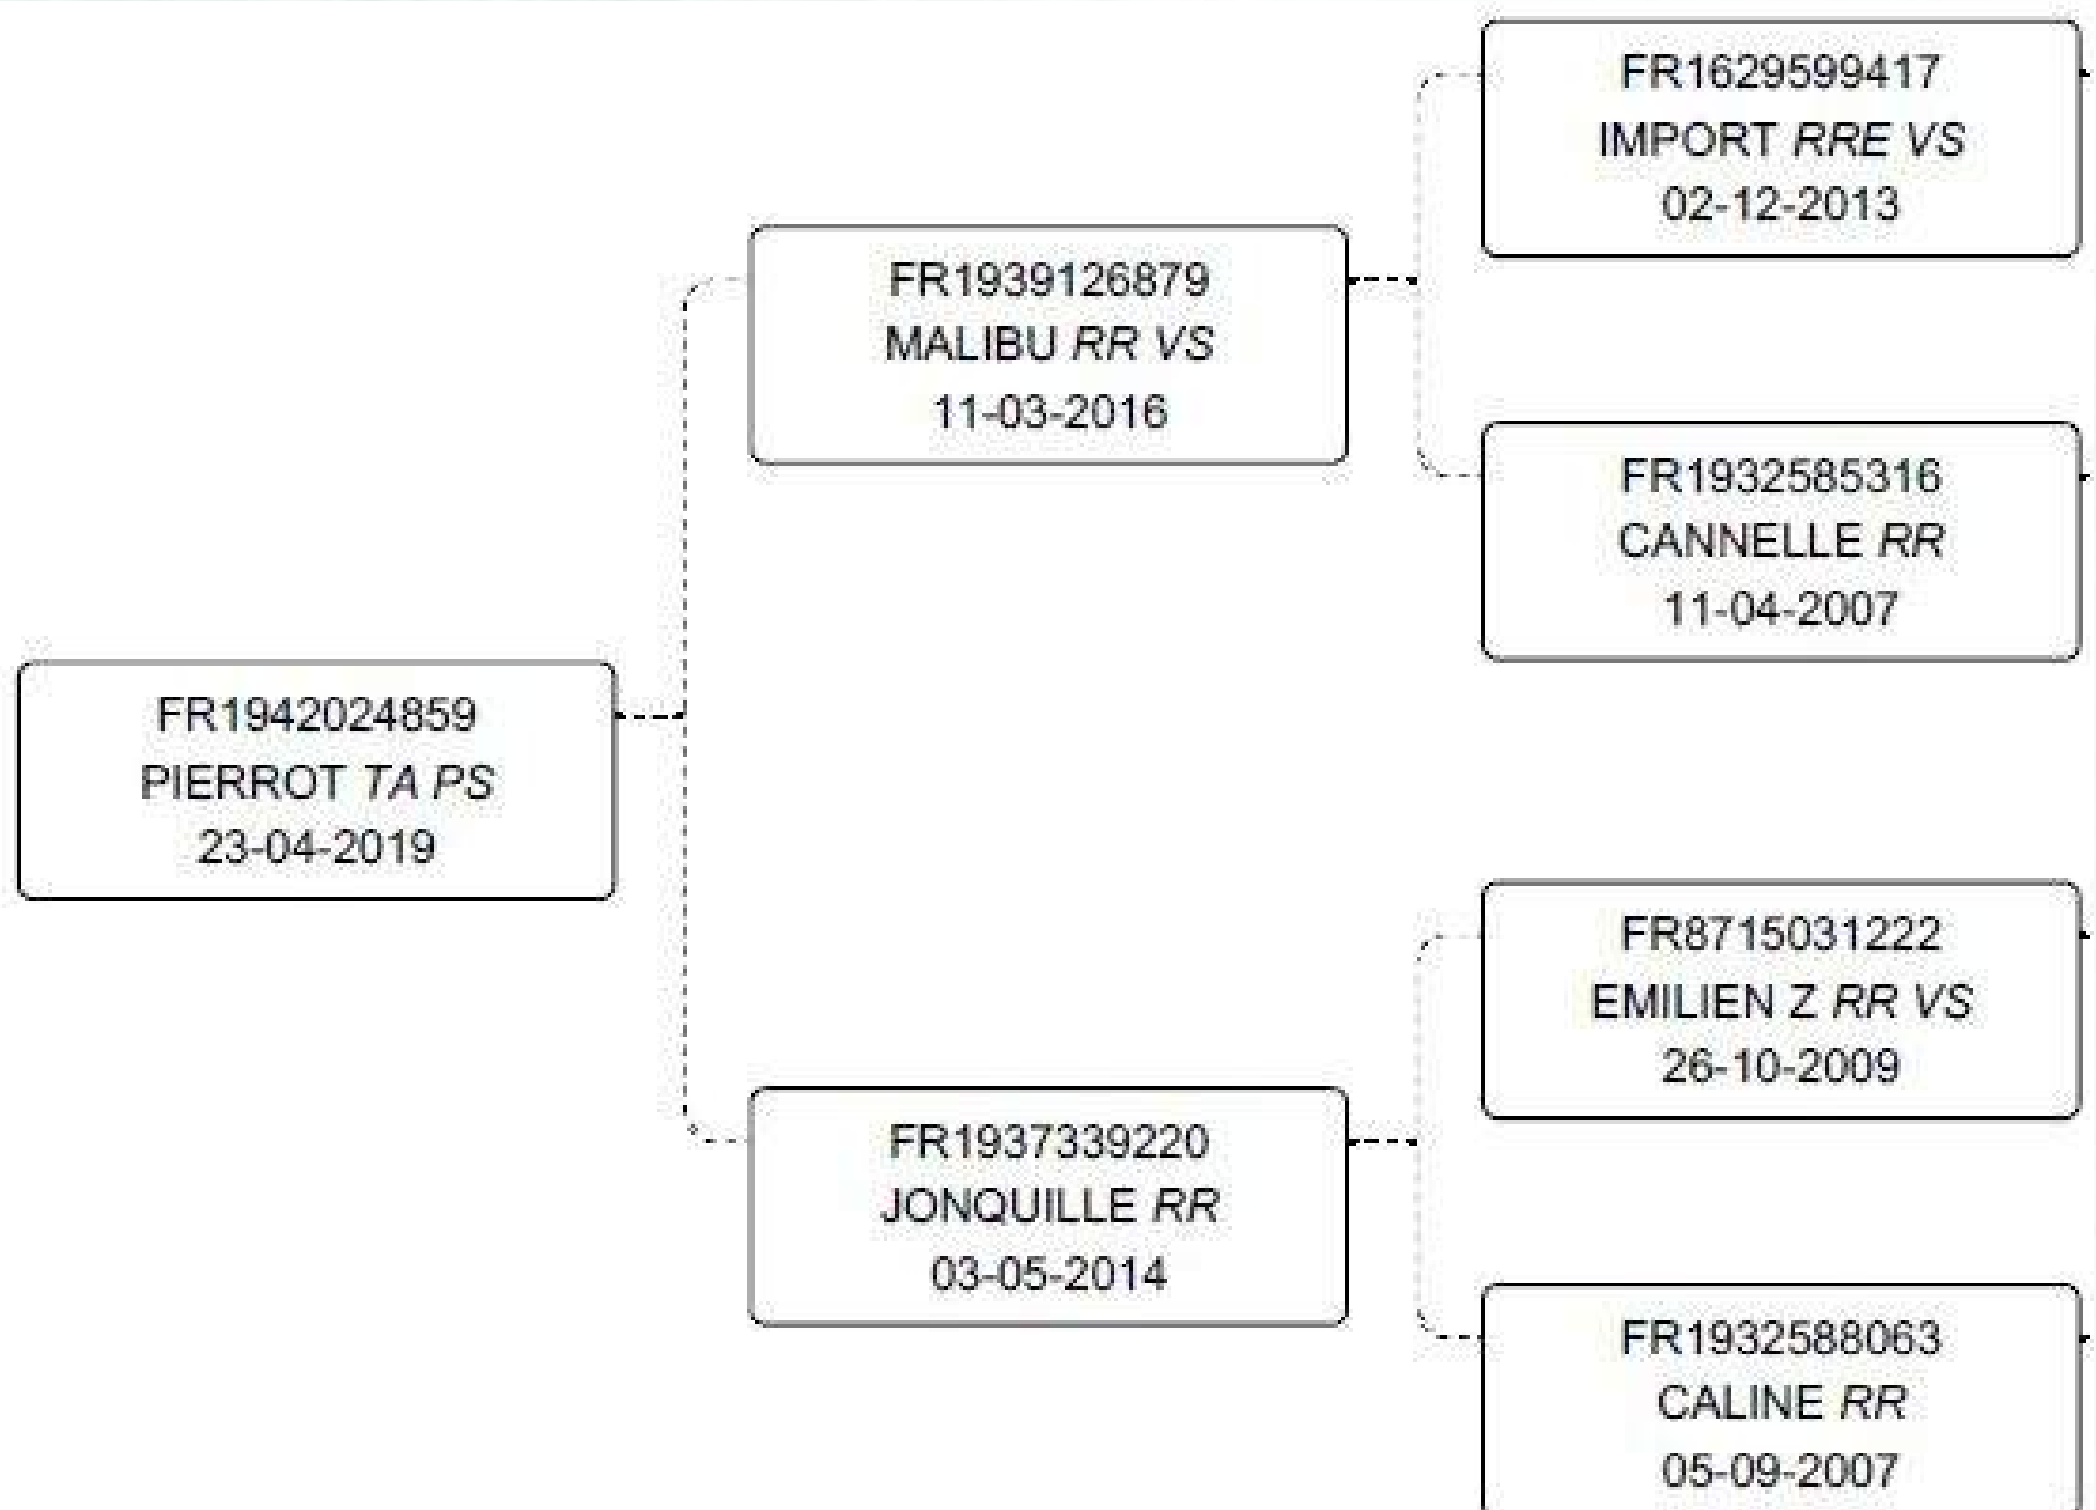 FR1629599417
IMPORT RRE VS
02-12-2013
FR1939126879
MALIBU RR VS
11-03-2016
FR1932585316
CANNELLE RR
11-04-2007
FR1942024859
PIERROT TA PS
23-04-2019
FR8715031222
EMILIEN Z RR VS
26-10-2009
FR1937339220
JONQUILLE RR
03-05-2014
FR1932588063
CALINE RR
05-09-2007